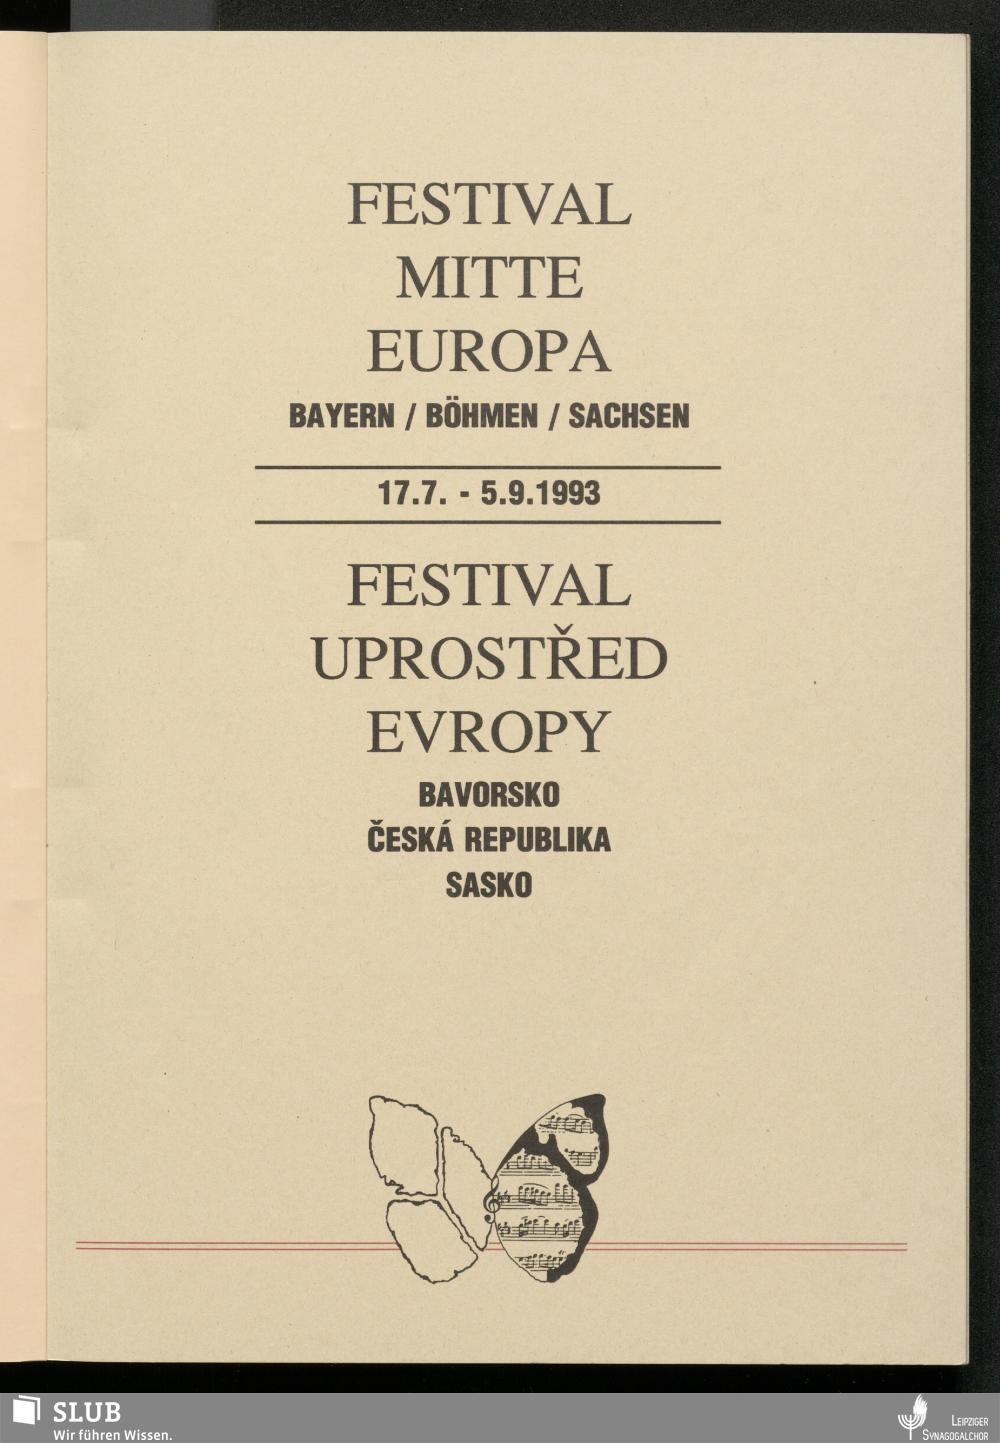 FESTIVAL
MITTE
EUROPA
BAYERN / BÖHMEN / SACHSEN
17.7. - 5.9.1993
FESTIVAL
UPROSTŘED
EVROPY
BAVORSKO
ČESKÁ REPUBLIKA
SASKO
SLUB
Wir führen Wissen.
LEIPZIGER
SYNAGOGALCHOR